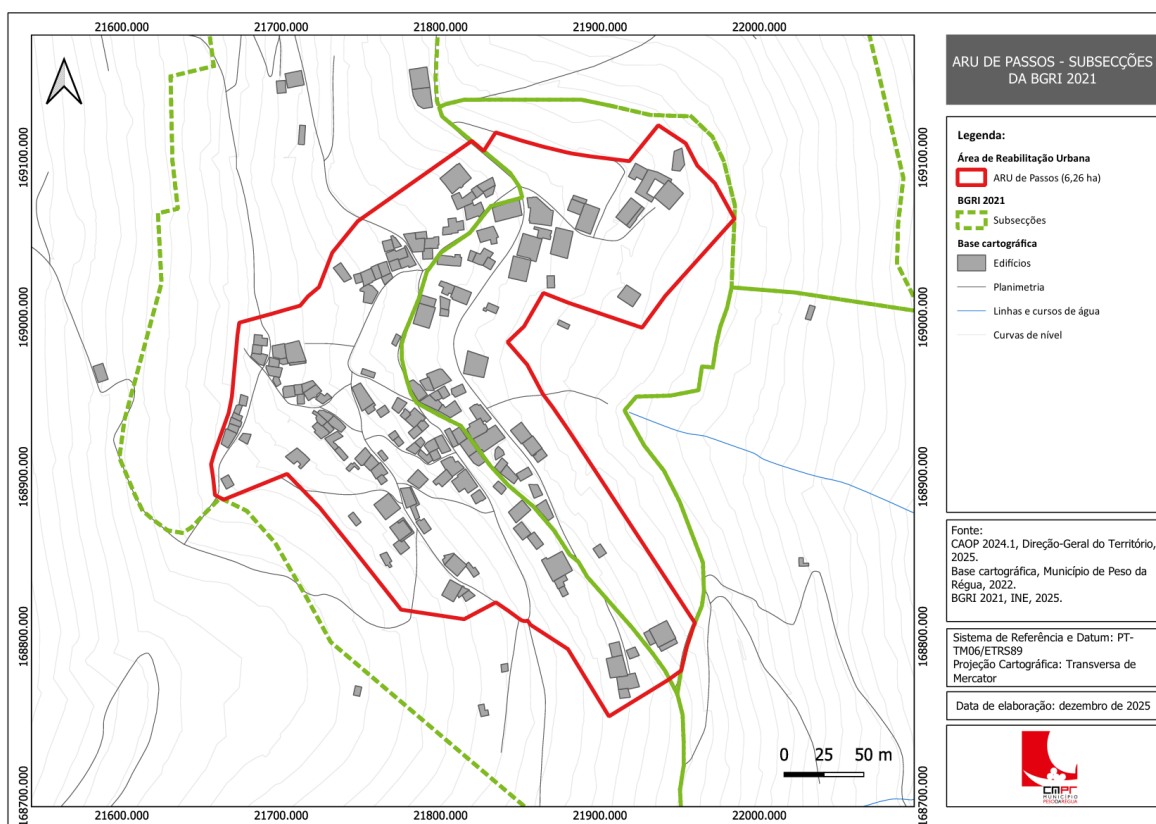 21600.000 21700.000 21800.000 21900.000 22000.000
169100.000 169100.000
169000.000 169000.000
168900.000 168900.000
168800.000 168800.000
168700.000 168700.000
0 25 50 m
21600.000 21700.000 21800.000 21900.000 22000.000
ARU DE PASSOS - SUBSECÇÕES
DA BGRI 2021
Legenda:
Área de Reabilitação Urbana
ARU de Passos (6,26 ha)
BGRI 2021
Subsecções
Base cartográfica
Edifícios
Planimetria
Linhas e cursos de água
Curvas de nível
Fonte:
CAOP 2024.1, Direção-Geral do Território,
2025.
Base cartográfica, Município de Peso da
Régua, 2022.
BGRI 2021, INE, 2025.
Sistema de Referência e Datum: PT-
TM06/ETRS89
Projeção Cartográfica: Transversa de
Mercator
Data de elaboração: dezembro de 2025
CMPR
MUNICÍPIO
PESO DA RÉGUA